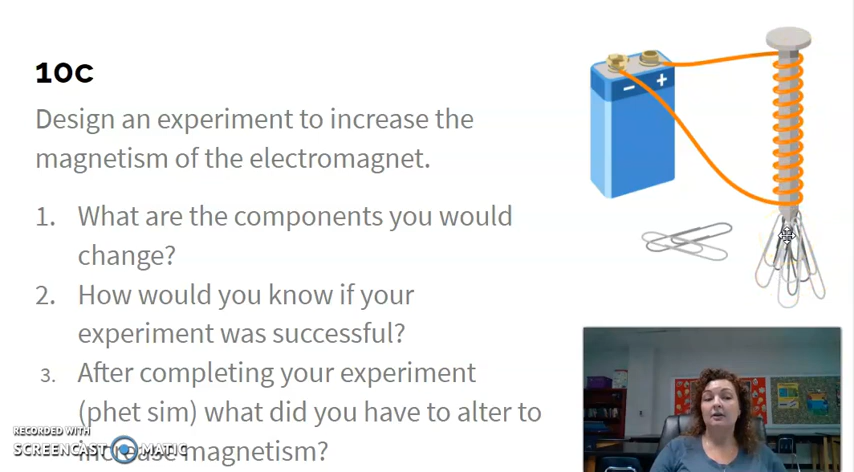 10c
Design an experiment to increase the
magnetism of the electromagnet.
1. What are the components you would
change?
2. How would you know if your
experiment was successful?
3. After completing your experiment
(phet sim) what did you have to alter to
increase magnetism?
RECORDED WITH
SCREENCAST MATIC
- +